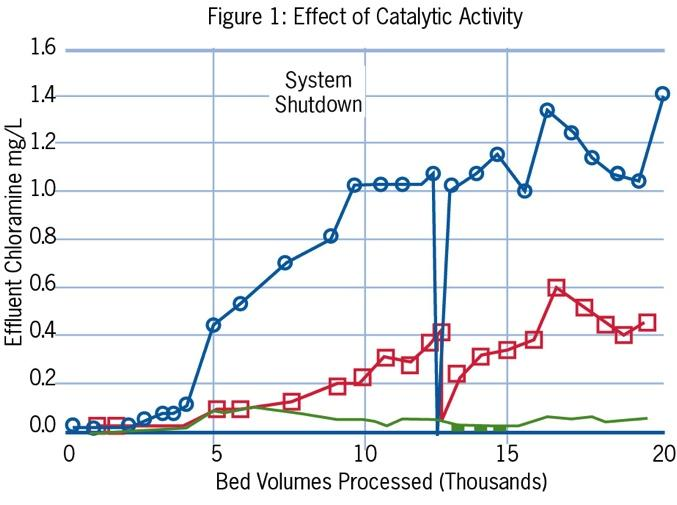 Figure 1: Effect of Catalytic Activity
1.6
System
Shutdown
1.4
1.2
1.0
0.8
0.6
0.4
0.2
0.0
Effluent Chloramine mg/L
0 5 10 15 20
Bed Volumes Processed (Thousands)